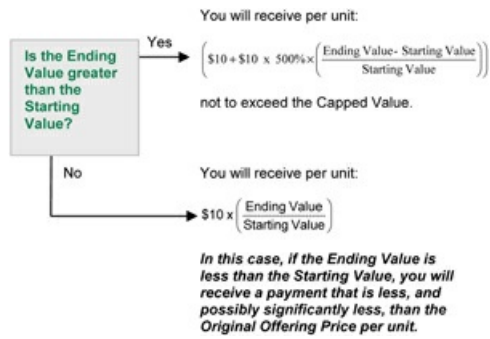 You will receive per unit:
Yes
Is the Ending
Value greater
than the
Starting
Value?
($10 + $10 x 500% × (Ending Value- Starting Value / Starting Value))
not to exceed the Capped Value.
No
You will receive per unit:
$10 x (Ending Value / Starting Value)
In this case, if the Ending Value is
less than the Starting Value, you will
receive a payment that is less, and
possibly significantly less, than the
Original Offering Price per unit.